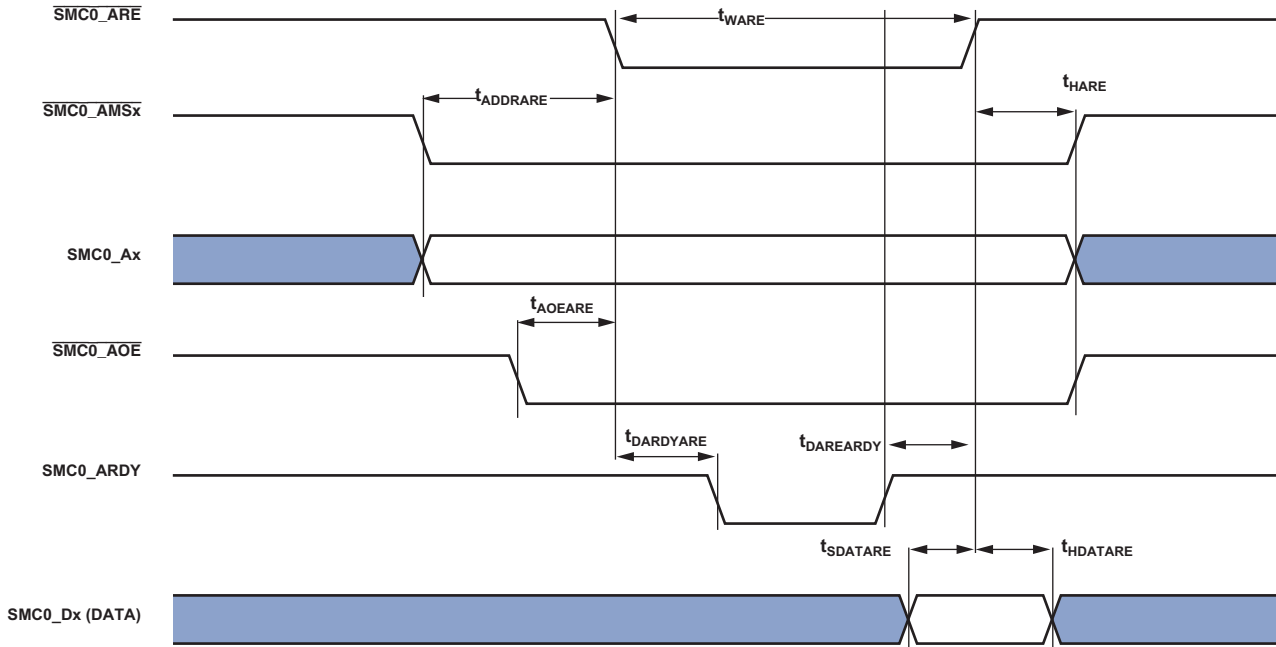 SMC0_ARE
tWARE
tHARE
tADDRARE
SMC0_AMSx
SMC0_Ax
tAOEARE
SMC0_AOE
tDARDYARE
tDAREARDY
SMC0_ARDY
tSDATARE
tHDATARE
SMC0_Dx (DATA)